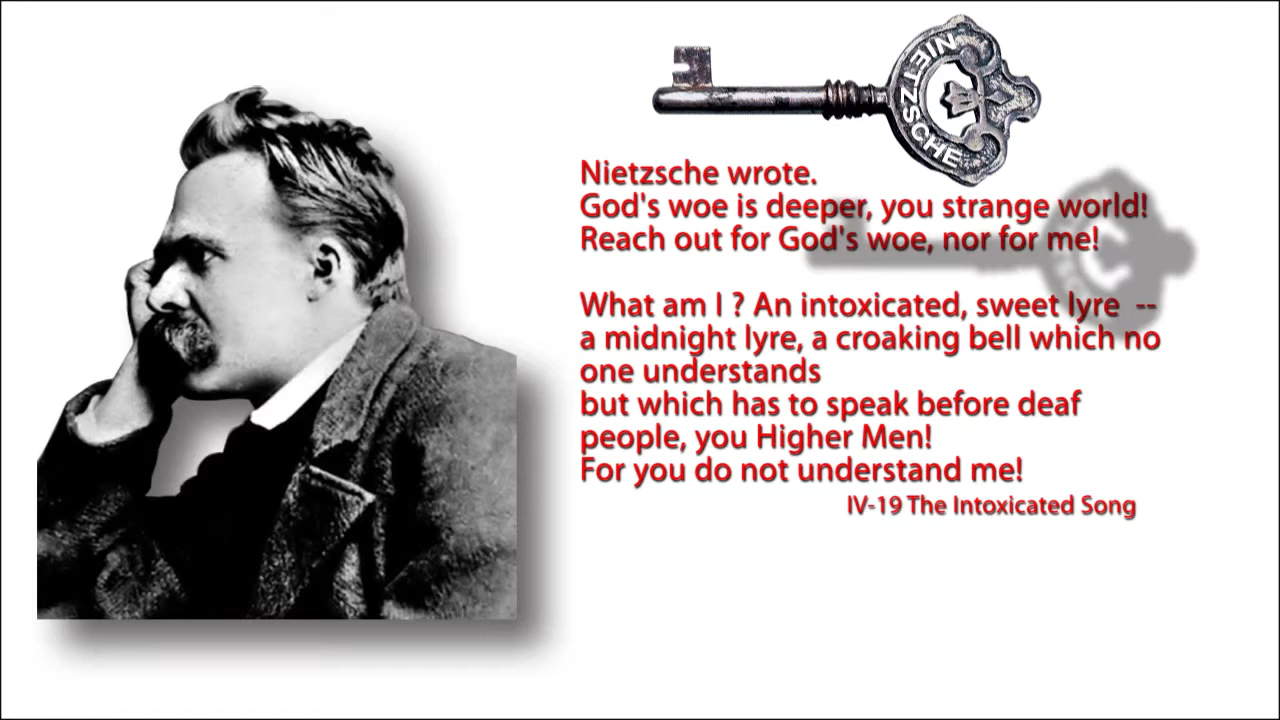 NIETZSCHE
Nietzsche wrote.
God's woe is deeper, you strange world!
Reach out for God's woe, nor for me!
What am I ? An intoxicated, sweet lyre --
a midnight lyre, a croaking bell which no
one understands
but which has to speak before deaf
people, you Higher Men!
For you do not understand me!
IV-19 The Intoxicated Song